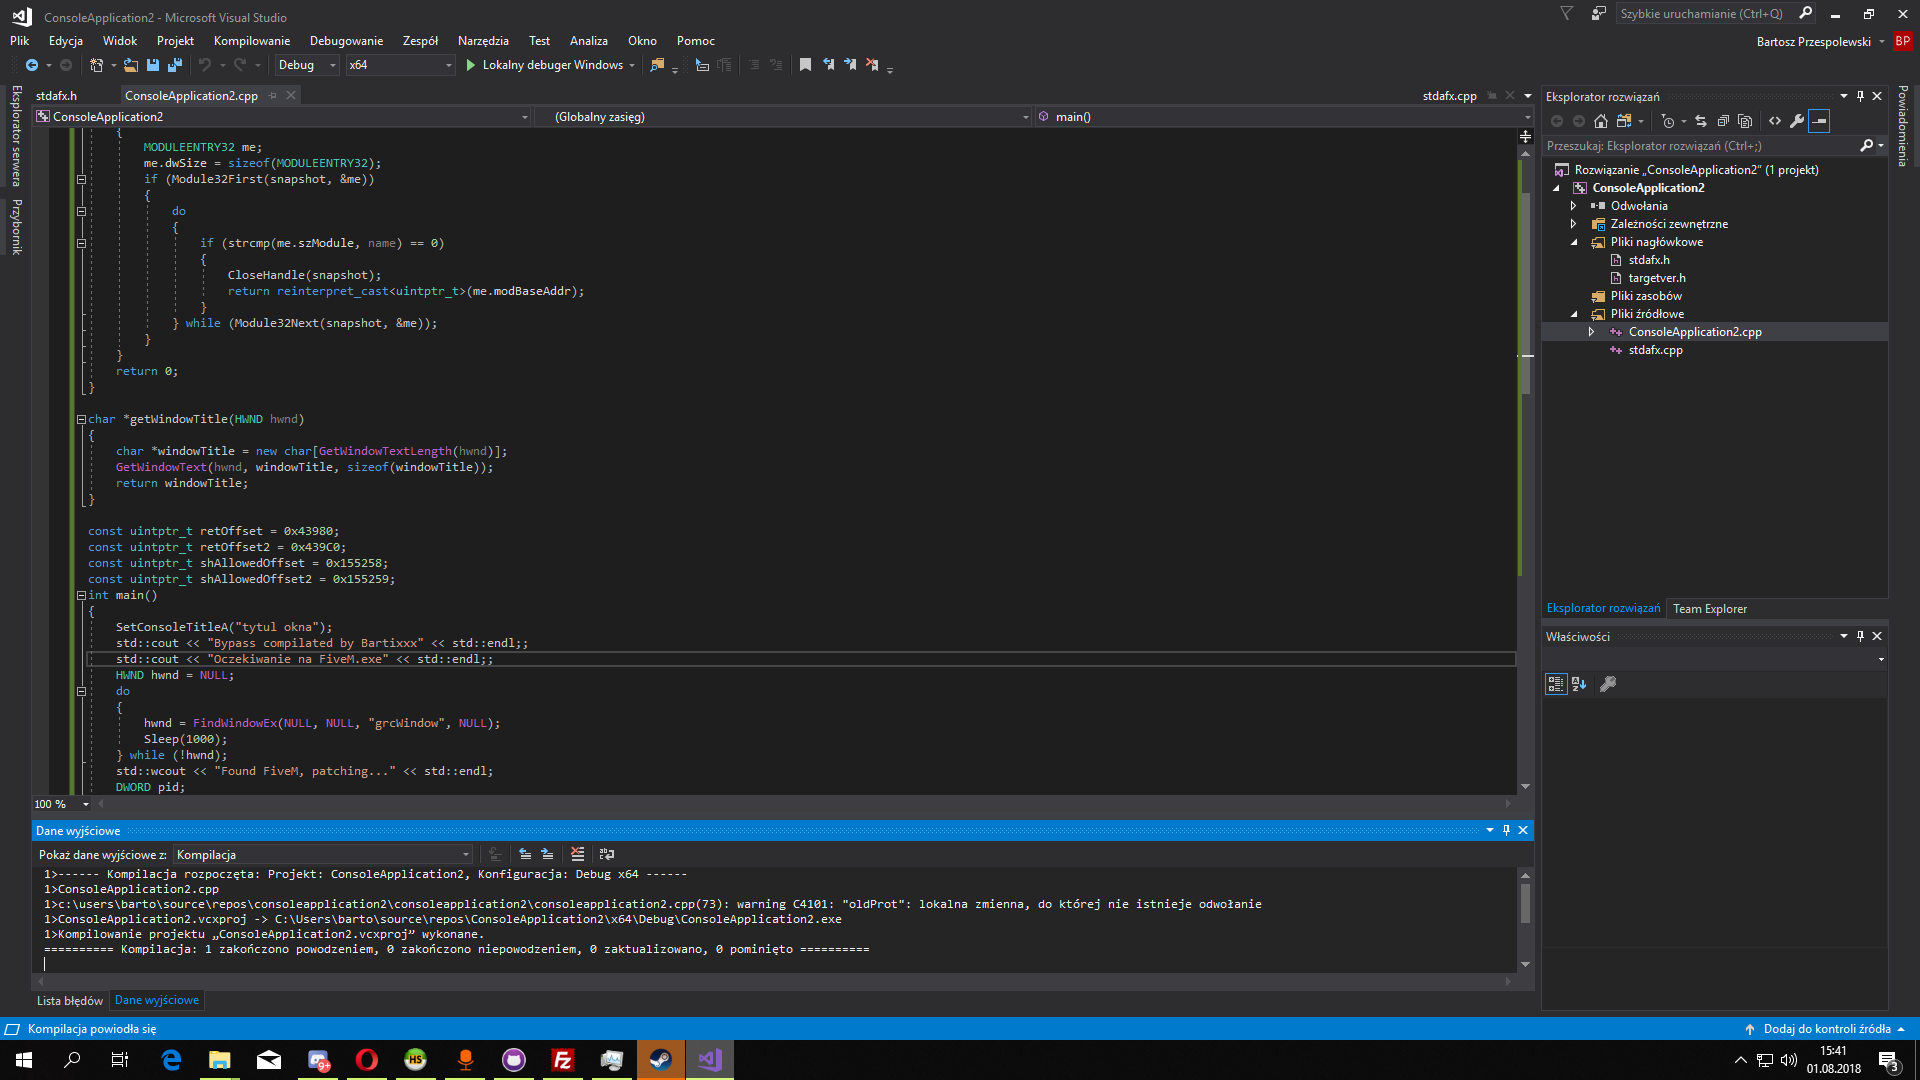 ConsoleApplication2 - Microsoft Visual Studio
Szybkie uruchamianie (Ctrl+Q)
Plik Edycja Widok Projekt Kompilowanie Debugowanie Zespół Narzędzia Test Analiza Okno Pomoc
Bartosz Przespolewski BP
Debug x64 Lokalny debuger Windows
Eksplorator serwera
Przybornik
stdafx.h ConsoleApplication2.cpp stdafx.cpp
ConsoleApplication2 (Globalny zasięg) main()
{
MODULEENTRY32 me;
me.dwSize = sizeof(MODULEENTRY32);
if (Module32First(snapshot, &me))
{
do
{
if (strcmp(me.szModule, name) == 0)
{
CloseHandle(snapshot);
return reinterpret_cast<uintptr_t>(me.modBaseAddr);
}
} while (Module32Next(snapshot, &me));
}
}
return 0;
}
char *getWindowTitle(HWND hwnd)
{
char *windowTitle = new char[GetWindowTextLength(hwnd)];
GetWindowText(hwnd, windowTitle, sizeof(windowTitle));
return windowTitle;
}
const uintptr_t retOffset = 0x43980;
const uintptr_t retOffset2 = 0x439C0;
const uintptr_t shAllowedOffset = 0x155258;
const uintptr_t shAllowedOffset2 = 0x155259;
int main()
{
SetConsoleTitleA("tytul okna");
std::cout << "Bypass compilated by Bartixxx" << std::endl;;
std::cout << "Oczekiwanie na FiveM.exe" << std::endl;;
HWND hwnd = NULL;
do
{
hwnd = FindWindowEx(NULL, NULL, "grcWindow", NULL);
Sleep(1000);
} while (!hwnd);
std::wcout << "Found FiveM, patching..." << std::endl;
DWORD pid;
100 %
Dane wyjściowe
Pokaż dane wyjściowe z: Kompilacja
1>------ Kompilacja rozpoczęta: Projekt: ConsoleApplication2, Konfiguracja: Debug x64 ------
1>ConsoleApplication2.cpp
1>c:\users\barto\source\repos\consoleapplication2\consoleapplication2\consoleapplication2.cpp(73): warning C4101: "oldProt": lokalna zmienna, do której nie istnieje odwołanie
1>ConsoleApplication2.vcxproj -> C:\Users\barto\source\repos\ConsoleApplication2\x64\Debug\ConsoleApplication2.exe
1>Kompilowanie projektu „ConsoleApplication2.vcxproj” wykonane.
========== Kompilacja: 1 zakończono powodzeniem, 0 zakończono niepowodzeniem, 0 zaktualizowano, 0 pominięto ==========
Lista błędów Dane wyjściowe
Eksplorator rozwiązań
Przeszukaj: Eksplorator rozwiązań (Ctrl+;)
Rozwiązanie „ConsoleApplication2” (1 projekt)
ConsoleApplication2
Odwołania
Zależności zewnętrzne
Pliki nagłówkowe
stdafx.h
targetver.h
Pliki zasobów
Pliki źródłowe
ConsoleApplication2.cpp
stdafx.cpp
Eksplorator rozwiązań Team Explorer
Właściwości
Powiadomienia
Kompilacja powiodła się
Dodaj do kontroli źródła
9+
HS
Fz
15:41
01.08.2018
3